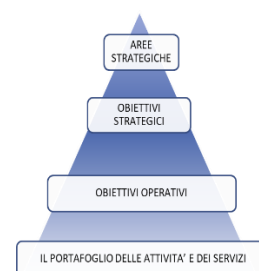 AREE
STRATEGICHE
OBIETTIVI
STRATEGICI
OBIETTIVI OPERATIVI
IL PORTAFOGLIO DELLE ATTIVITA' E DEI SERVIZI